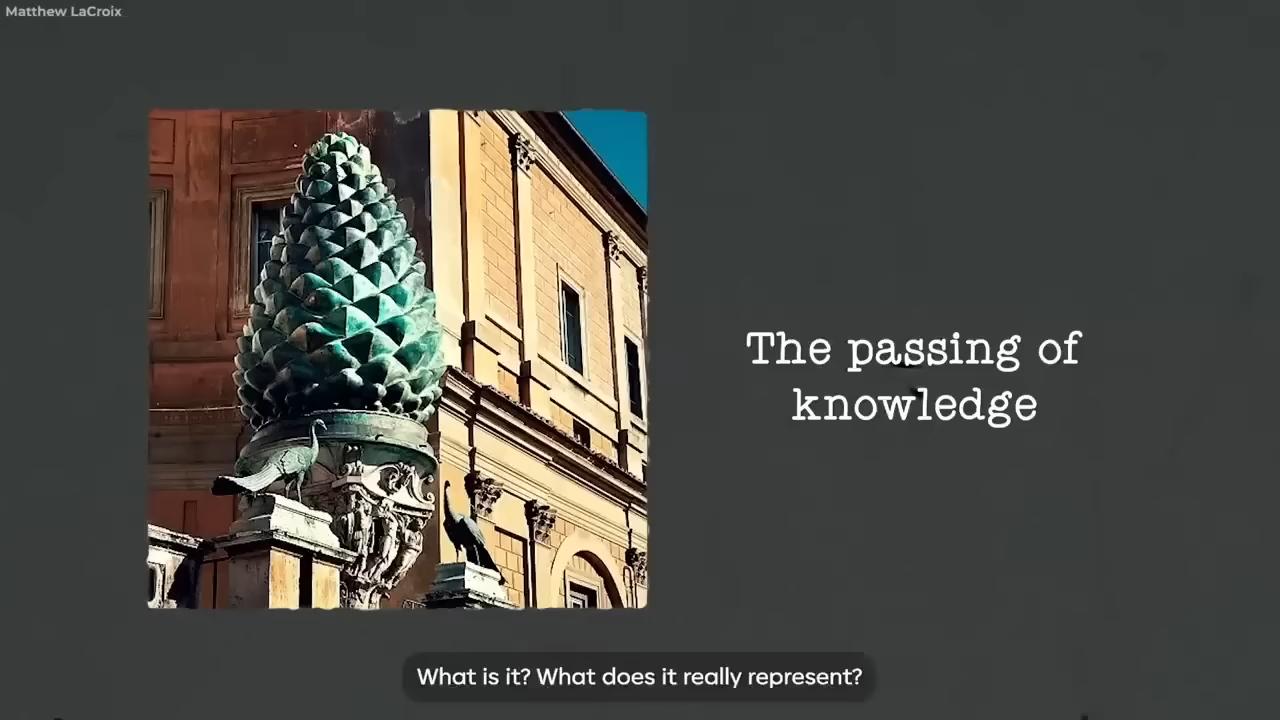 Matthew LaCroix
The passing of
knowledge
What is it? What does it really represent?